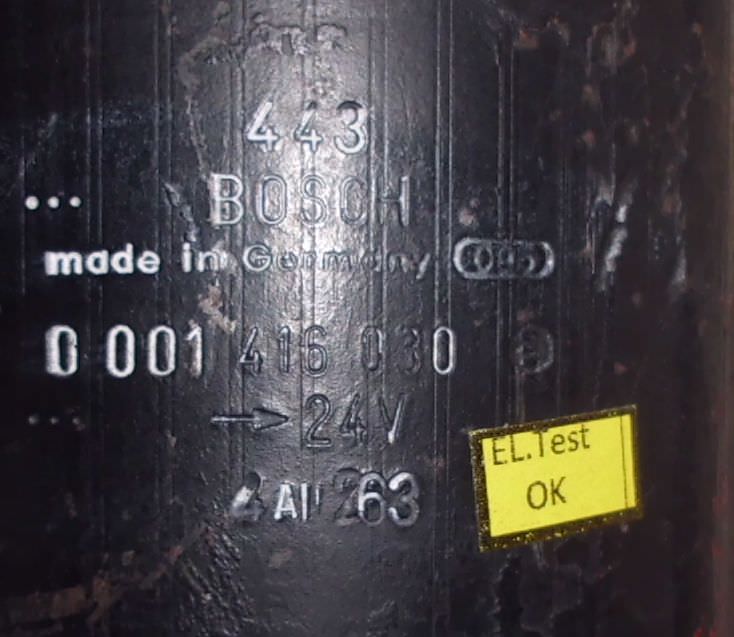 443
BOSCH
made in Germany
0 001 416 030
→ 24V
EL.Test
OK